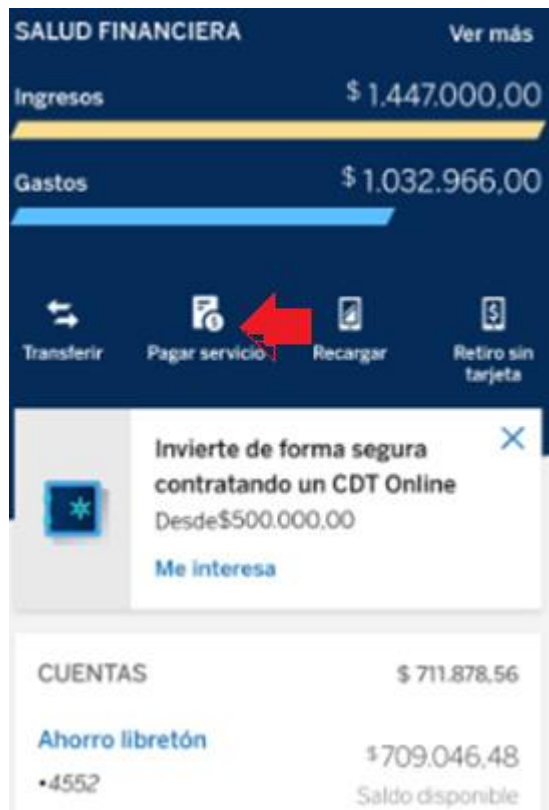 SALUD FINANCIERA Ver más
Ingresos $ 1.447.000,00
Gastos $ 1.032.966,00
Transferir Pagar servicio Recargar Retiro sin
tarjeta
Invierte de forma segura
contratando un CDT Online
Desde$500.000,00
Me interesa
CUENTAS $ 711.878,56
Ahorro libretón $709.046,48
•4552 Saldo disponible